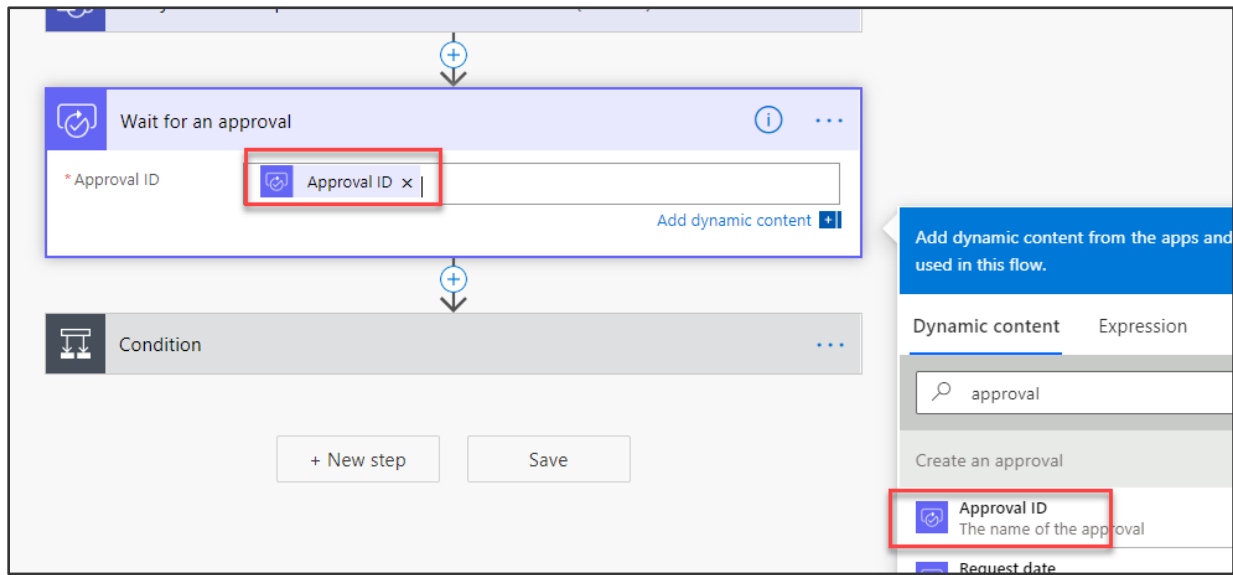 Wait for an approval
* Approval ID
Approval ID ×
Add dynamic content
Condition
+ New step
Save
Add dynamic content from the apps and
used in this flow.
Dynamic content
Expression
approval
Create an approval
Approval ID
The name of the approval
Request date